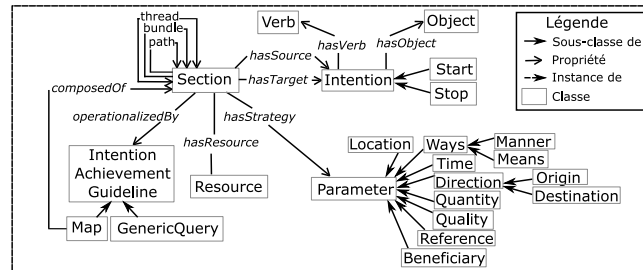 thread
bundle
path
Verb
Object
hasVerb
hasObject
hasSource
Section
hasTarget
Intention
Start
Stop
composedOf
operationalizedBy
hasStrategy
hasResource
Intention
Achievement
Guideline
Resource
Map
GenericQuery
Location
Ways
Manner
Means
Time
Parameter
Direction
Origin
Destination
Quantity
Quality
Reference
Beneficiary
Légende
Sous-classe de
Propriété
Instance de
Classe